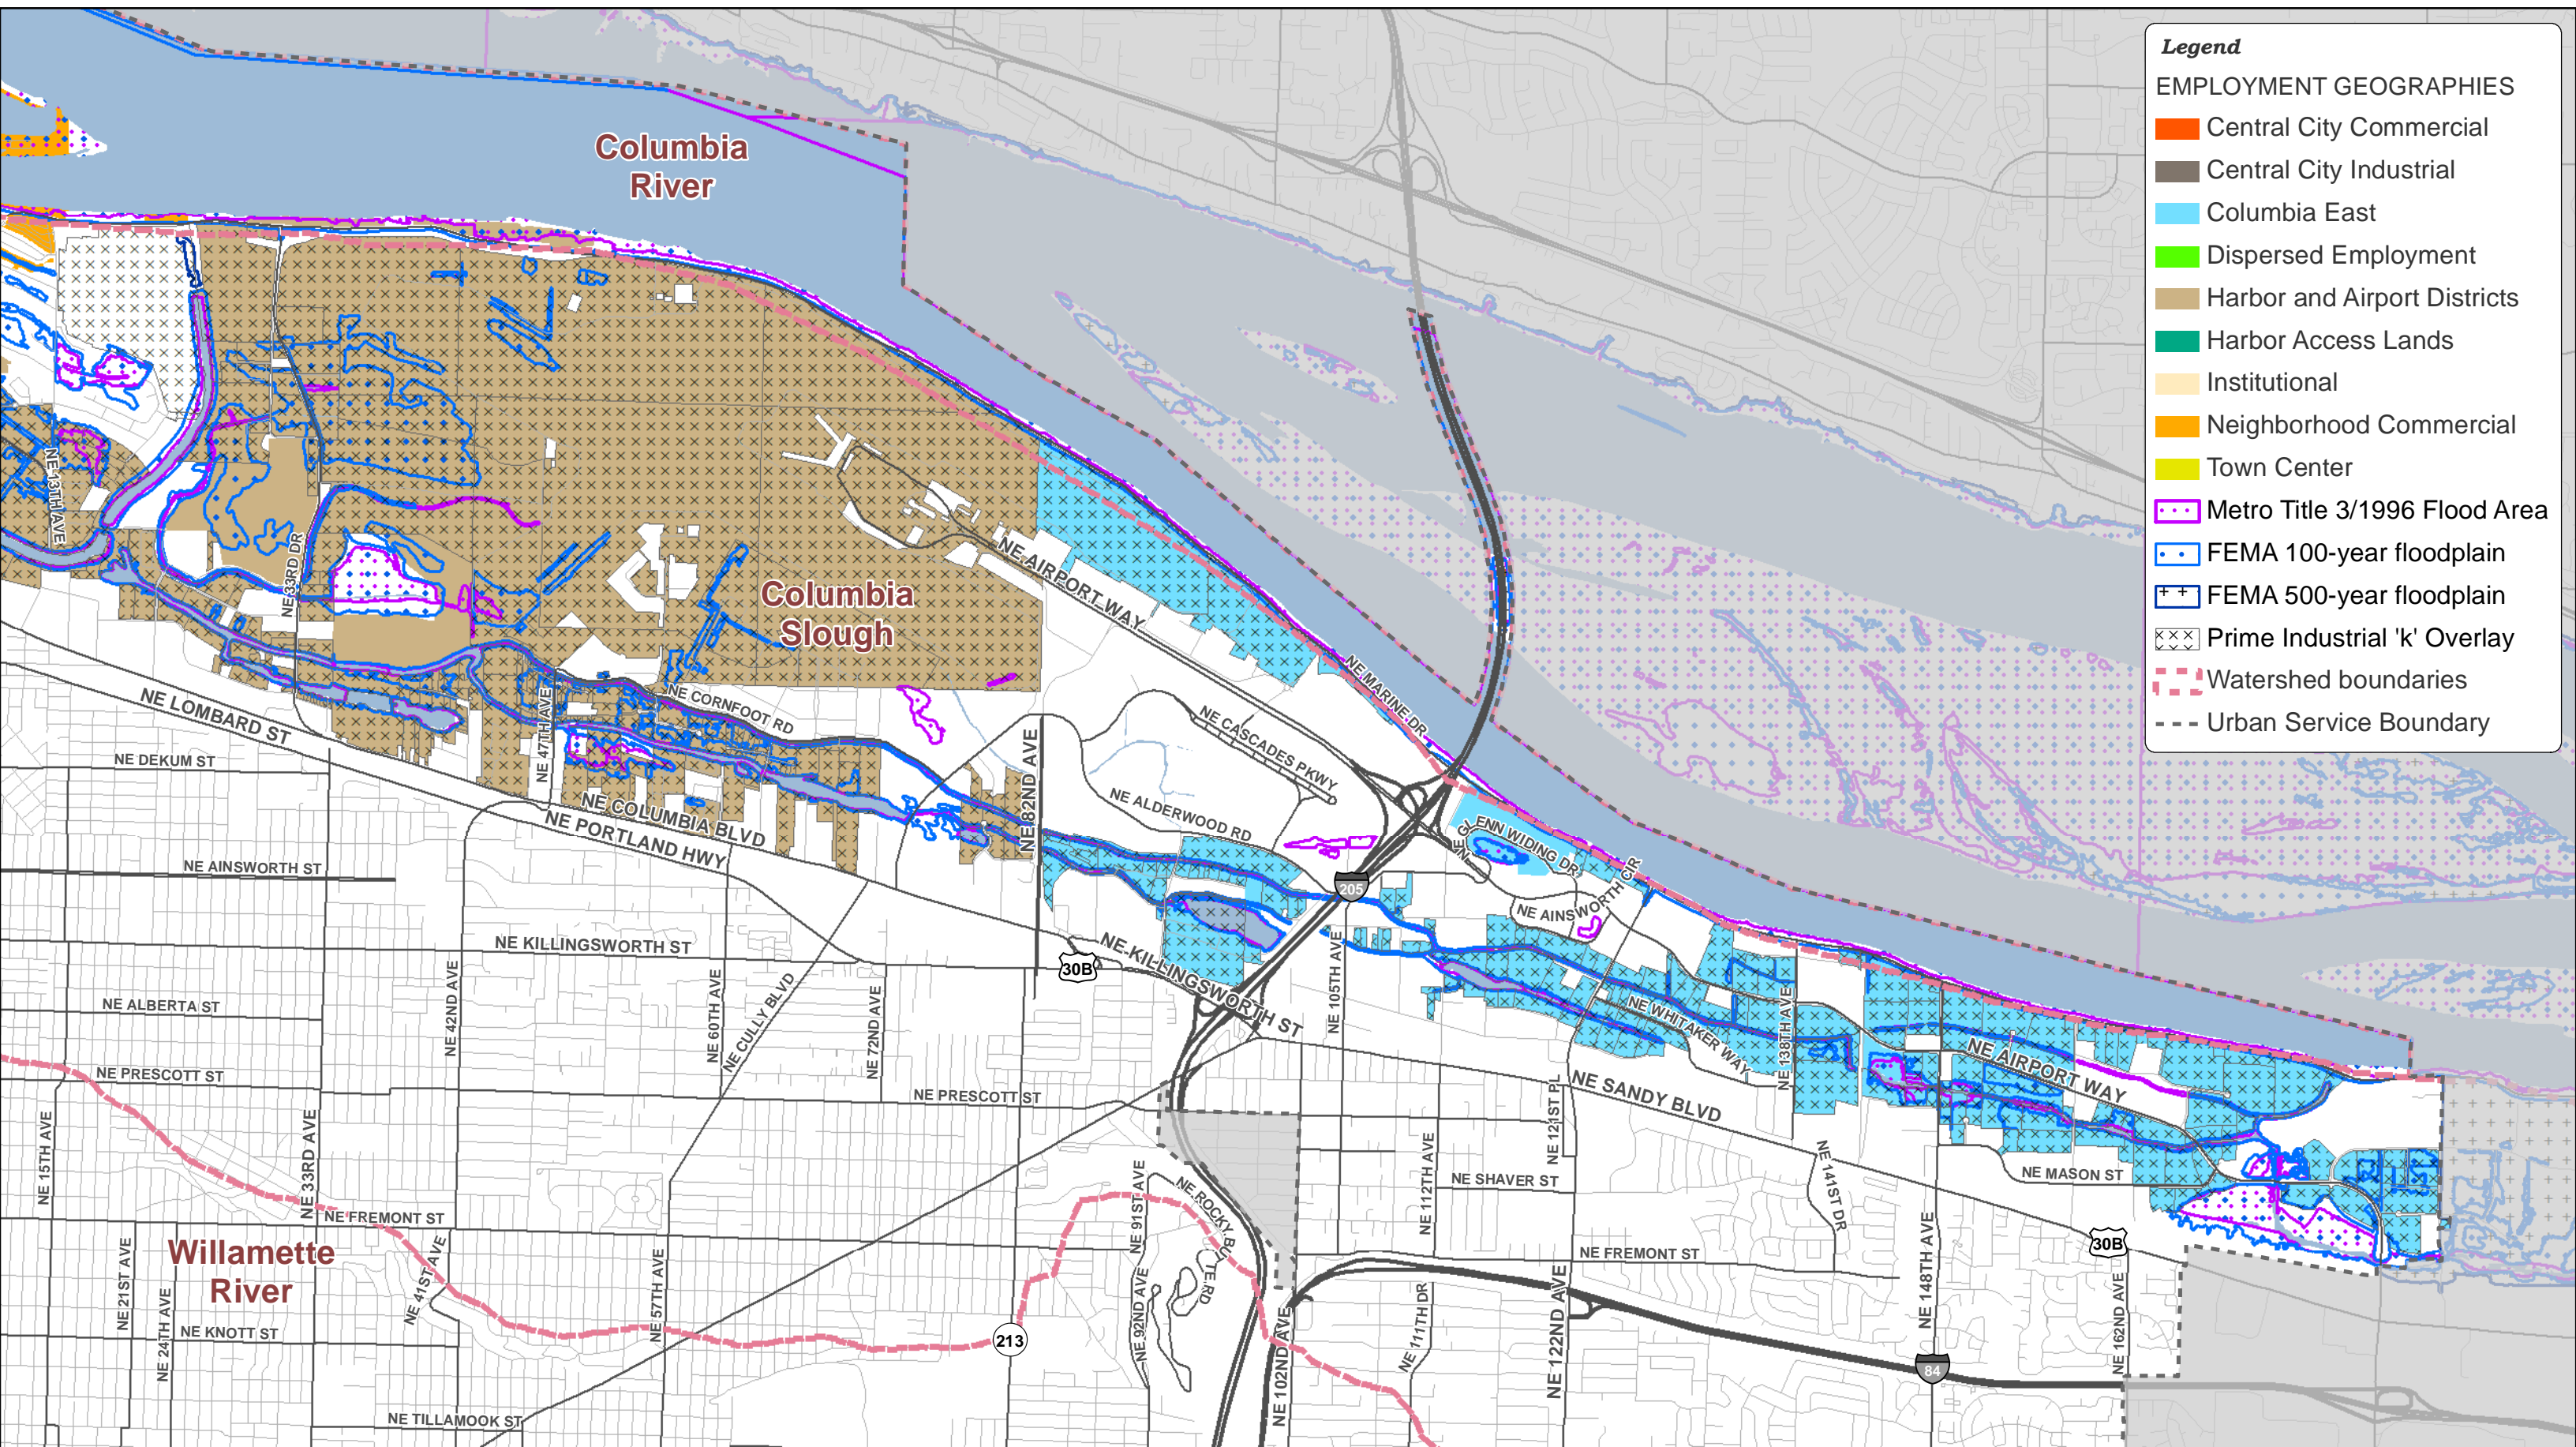 Legend
EMPLOYMENT GEOGRAPHIES
Central City Commercial
Central City Industrial
Columbia East
Dispersed Employment
Harbor and Airport Districts
Harbor Access Lands
Institutional
Neighborhood Commercial
Town Center
Metro Title 3/1996 Flood Area
FEMA 100-year floodplain
FEMA 500-year floodplain
Prime Industrial 'k' Overlay
Watershed boundaries
Urban Service Boundary
Columbia
River
Columbia
Slough
Willamette
River
NE 13TH AVE
NE 33RD DR
NE AIRPORT WAY
NE MARINE DR
NE LOMBARD ST
NE CORNFOOT RD
NE 47TH AVE
NE 82ND AVE
NE CASCADES PKWY
NE ALDERWOOD RD
NE DEKUM ST
NE COLUMBIA BLVD
NE PORTLAND HWY
NE GLENN WIDING DR
NE AINSWORTH ST
205
NE AINSWORTH CIR
NE KILLINGSWORTH ST
30B
NE KILLINGSWORTH ST
NE 105TH AVE
NE 42ND AVE
NE 60TH AVE
NE CULLY BLVD
NE 72ND AVE
NE ALBERTA ST
NE WHITAKER WAY
NE 138TH AVE
NE AIRPORT WAY
NE PRESCOTT ST
NE PRESCOTT ST
NE SANDY BLVD
NE 121ST PL
NE 15TH AVE
NE 33RD AVE
NE 112TH AVE
NE SHAVER ST
NE 141ST DR
NE MASON ST
NE 91ST AVE
NE ROCKY BUTTE RD
NE FREMONT ST
NE FREMONT ST
30B
NE 21ST AVE
NE 24TH AVE
NE 41ST AVE
NE 57TH AVE
NE 92ND AVE
NE 102ND AVE
NE 111TH DR
NE 122ND AVE
NE 148TH AVE
NE 162ND AVE
NE KNOTT ST
213
84
NE TILLAMOOK ST